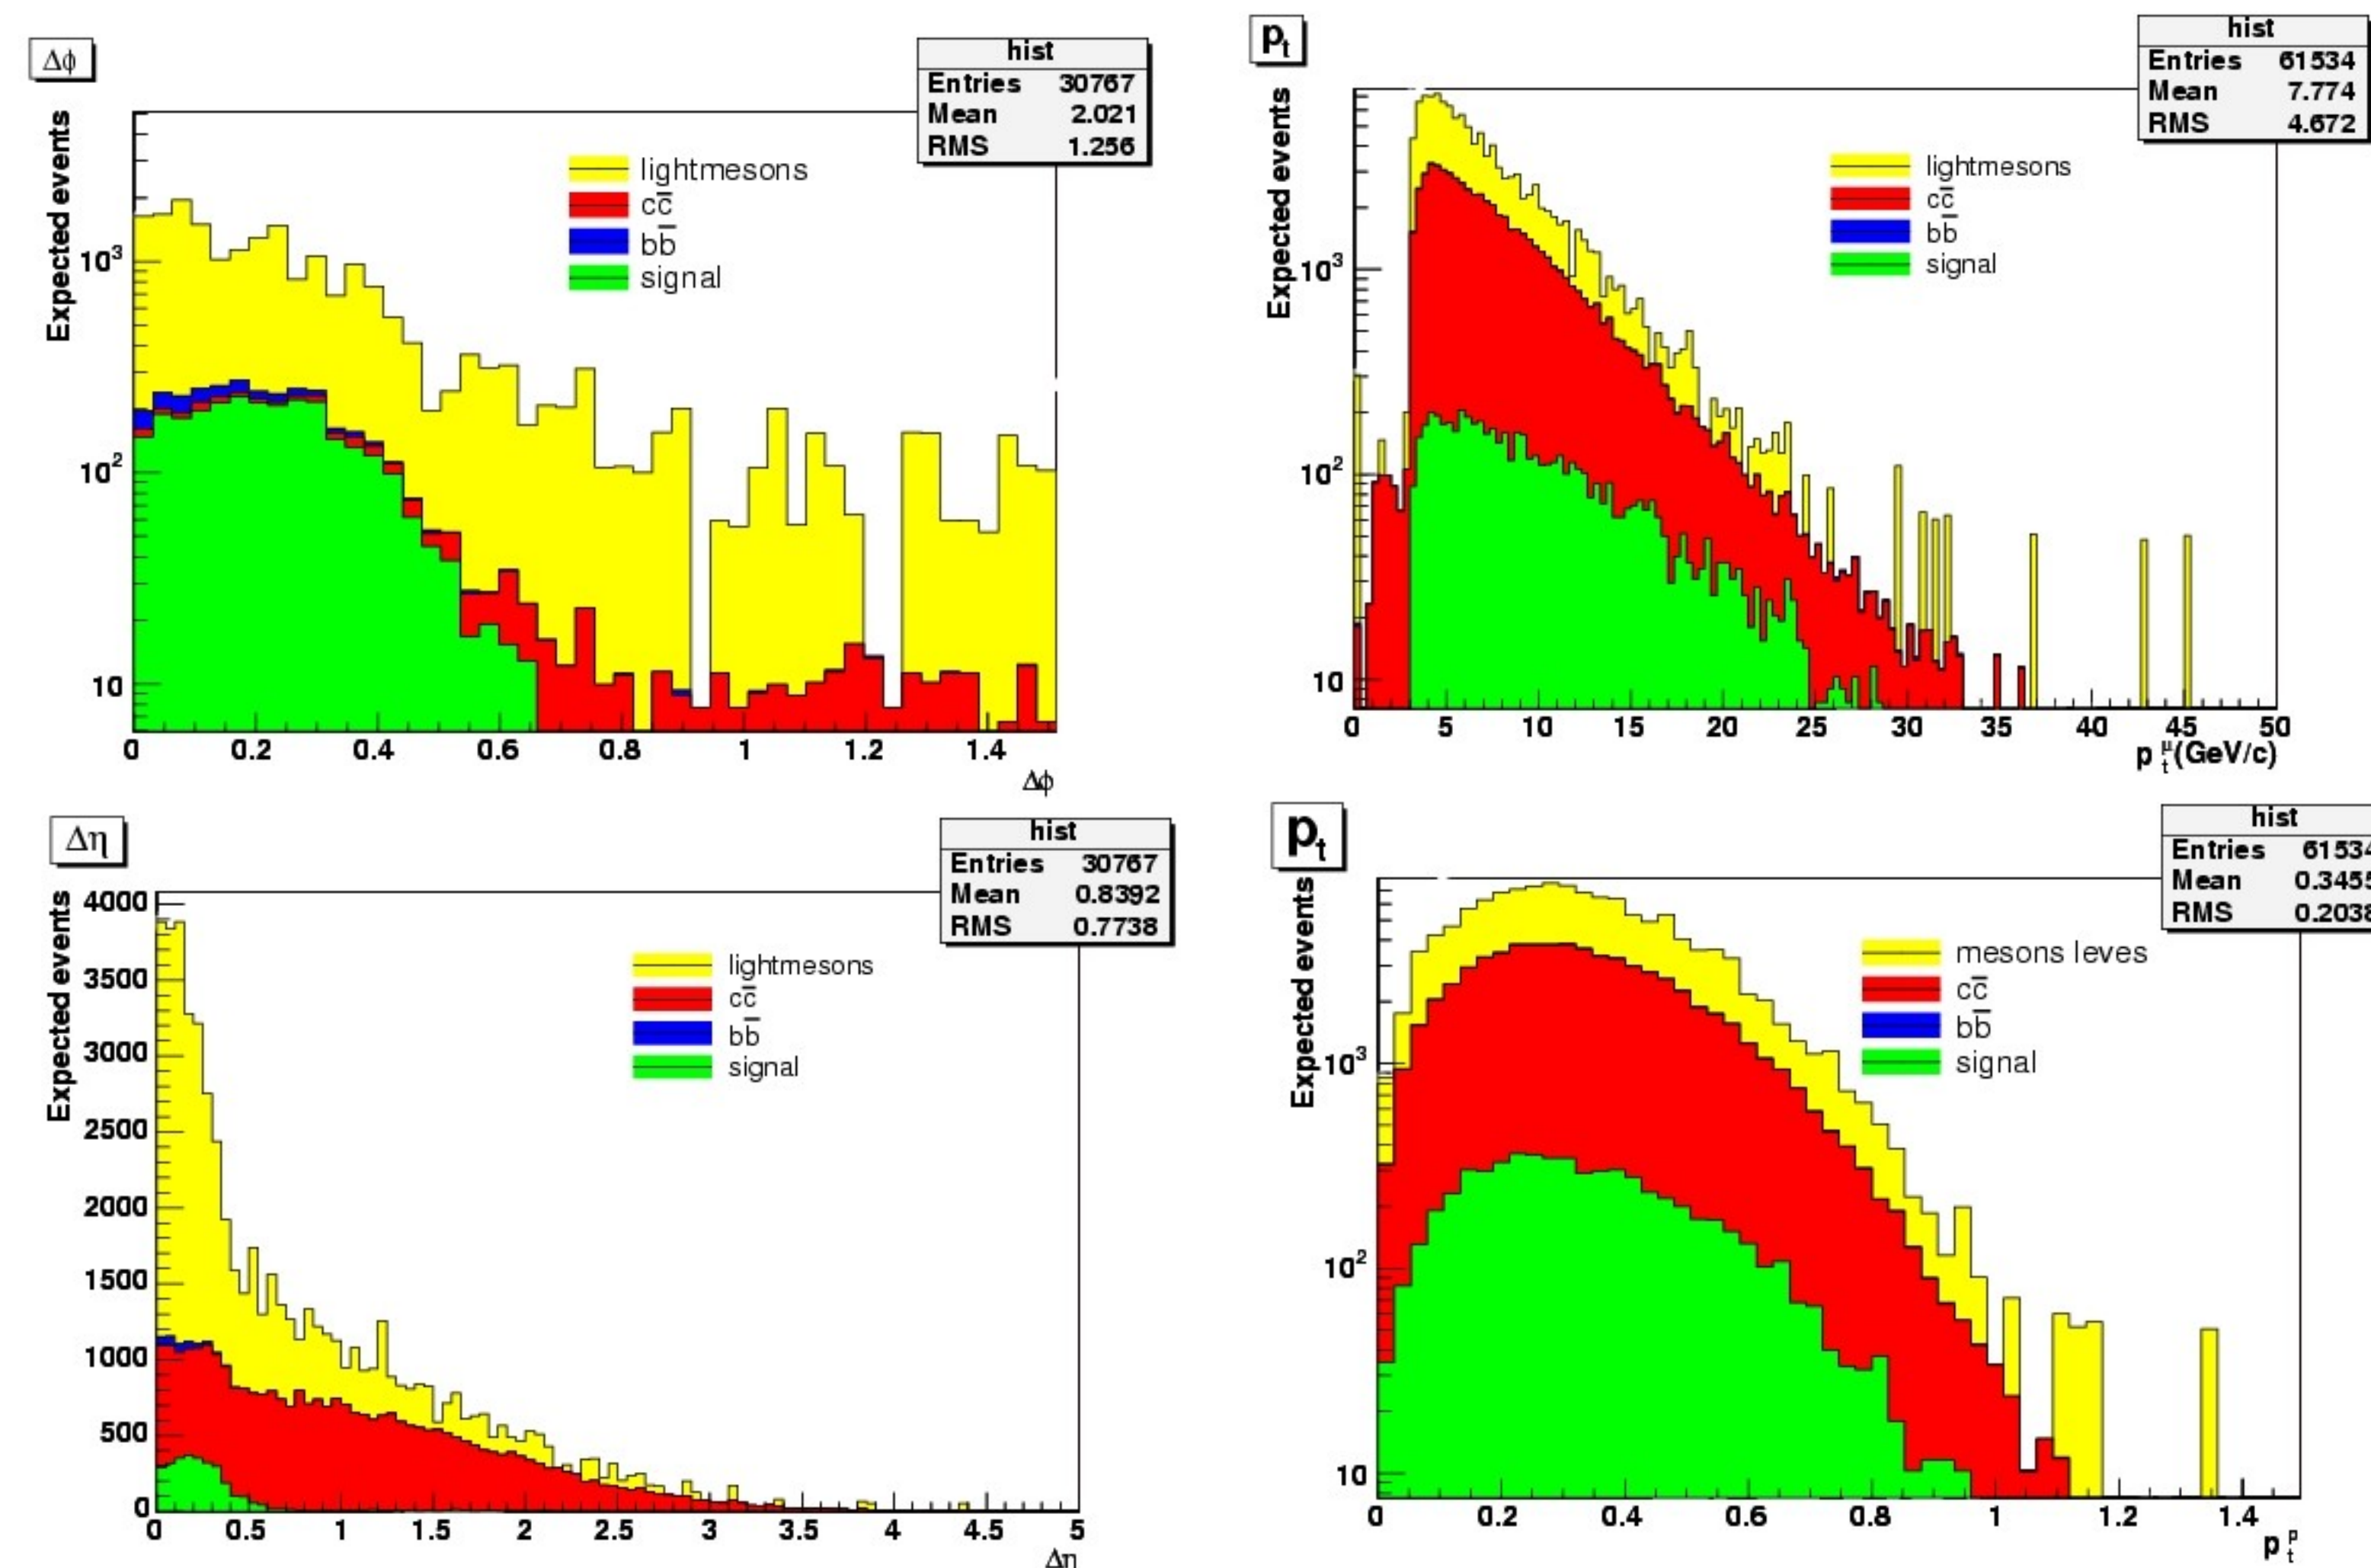 Δϕ
hist
Entries 30767
Mean 2.021
RMS 1.256
Expected events
lightmesons
cc̅
bb̅
signal
10³
10²
10
0 0.2 0.4 0.6 0.8 1 1.2 1.4
Δϕ
pₜ
hist
Entries 61534
Mean 7.774
RMS 4.672
Expected events
lightmesons
cc̅
bb̅
signal
10³
10²
10
0 5 10 15 20 25 30 35 40 45 50
p ₜ^μ (GeV/c)
Δη
hist
Entries 30767
Mean 0.8392
RMS 0.7738
Expected events
lightmesons
cc̅
bb̅
signal
4000
3500
3000
2500
2000
1500
1000
500
0
0 0.5 1 1.5 2 2.5 3 3.5 4 4.5 5
Δη
pₜ
hist
Entries 61534
Mean 0.3455
RMS 0.2038
Expected events
mesons leves
cc̅
bb̅
signal
10³
10²
10
0 0.2 0.4 0.6 0.8 1 1.2 1.4
p ₜ^p